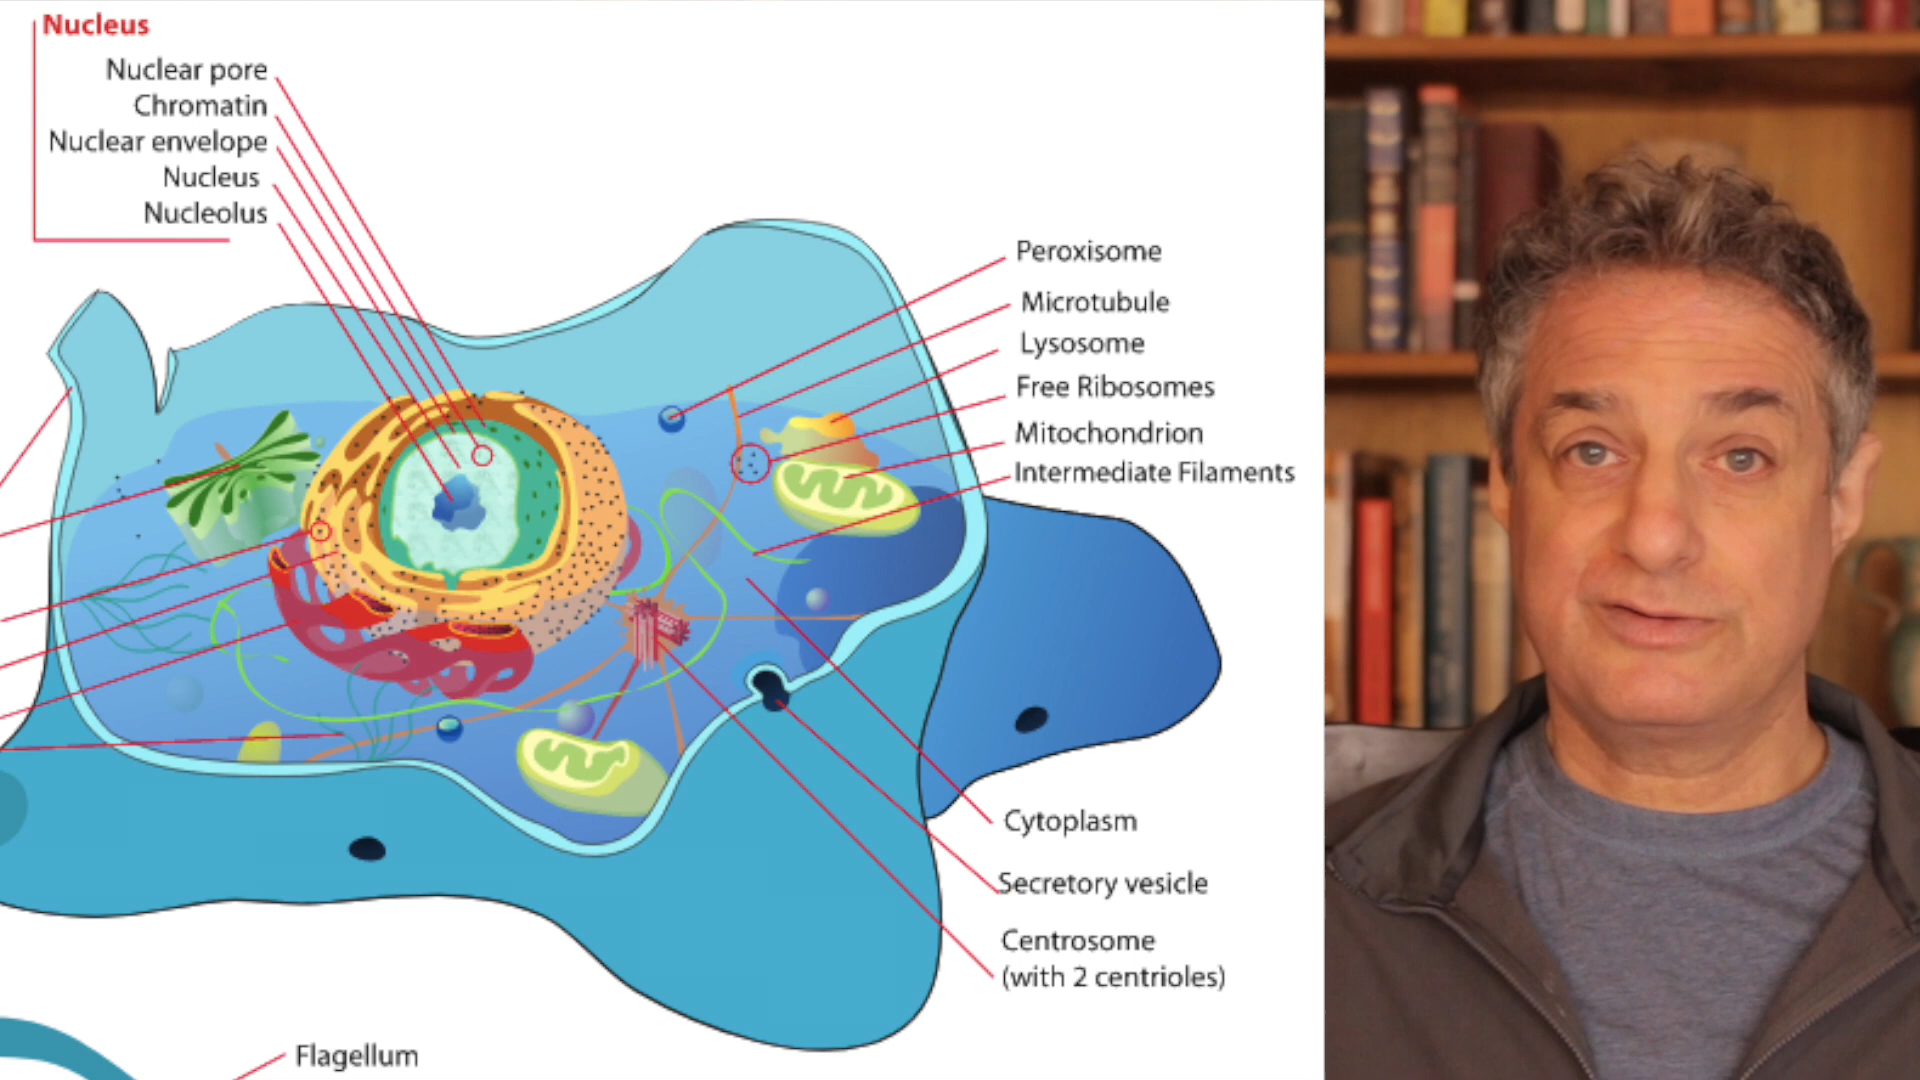 Nucleus
Nuclear pore
Chromatin
Nuclear envelope
Nucleus
Nucleolus
Peroxisome
Microtubule
Lysosome
Free Ribosomes
Mitochondrion
Intermediate Filaments
Cytoplasm
Secretory vesicle
Centrosome
(with 2 centrioles)
Flagellum